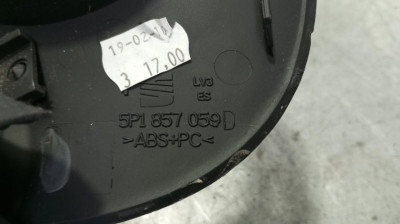 19-02-
3 17,00
LV3
ES
5P1 857 059 D
>ABS+PC<